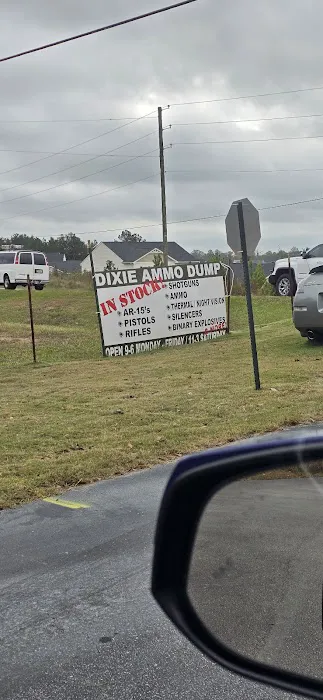 DIXIE AMMO DUMP
IN STOCK
AR-15's
PISTOLS
RIFLES
SHOTGUNS
AMMO
THERMAL / NIGHT VISION
SILENCERS
BINARY EXPLOSIVES
OPEN 9-6 MONDAY - FRIDAY / 11-3 SATURDAY